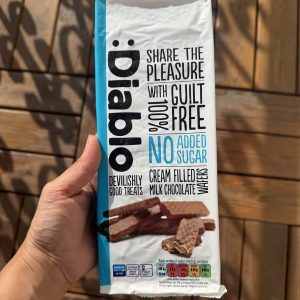 :Diablo
SHARE THE
PLEASURE
WITH 100%
GUILT
FREE
NO ADDED
SUGAR
DEVILISHLY
GOOD TREATS
CREAM FILLED
MILK CHOCOLATE
WAFERS